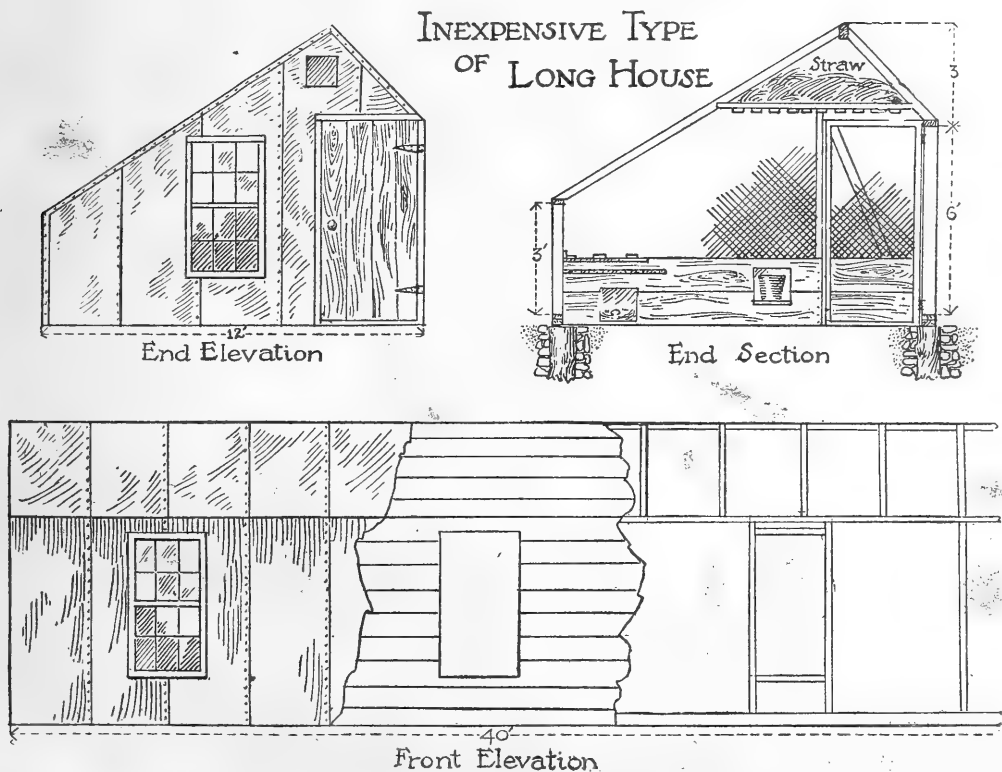 INEXPENSIVE TYPE
OF LONG HOUSE
Straw
3
6'
3'
12'
End Elevation
End Section
40'
Front Elevation